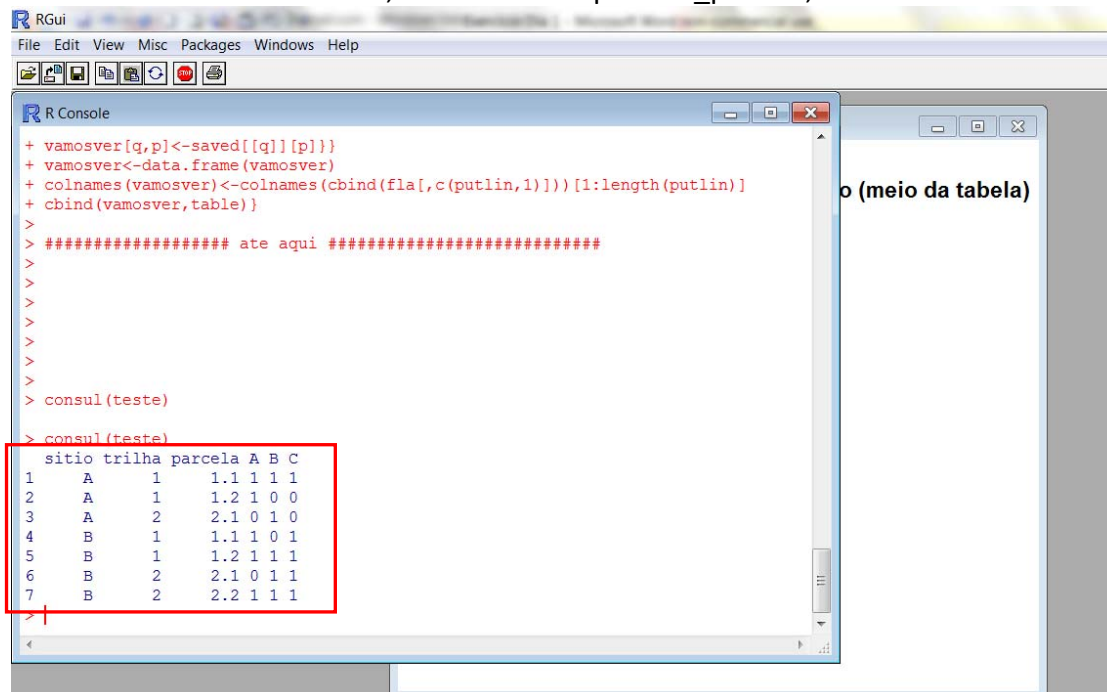 RGui
File Edit View Misc Packages Windows Help
STOP
R Console
+ vamosver[q,p]<-saved[[q]][p]}}
+ vamosver<-data.frame(vamosver)
+ colnames(vamosver)<-colnames(cbind(fla[,c(putlin,1)]))[1:length(putlin)]
+ cbind(vamosver,table)}
>
> ################### ate aqui ############################
>
>
>
>
>
>
>
> consul(teste)
> consul(teste)
sitio trilha parcela A B C
1 A 1 1.1 1 1 1
2 A 1 1.2 1 0 0
3 A 2 2.1 0 1 0
4 B 1 1.1 1 0 1
5 B 1 1.2 1 1 1
6 B 2 2.1 0 1 1
7 B 2 2.2 1 1 1
>
o (meio da tabela)